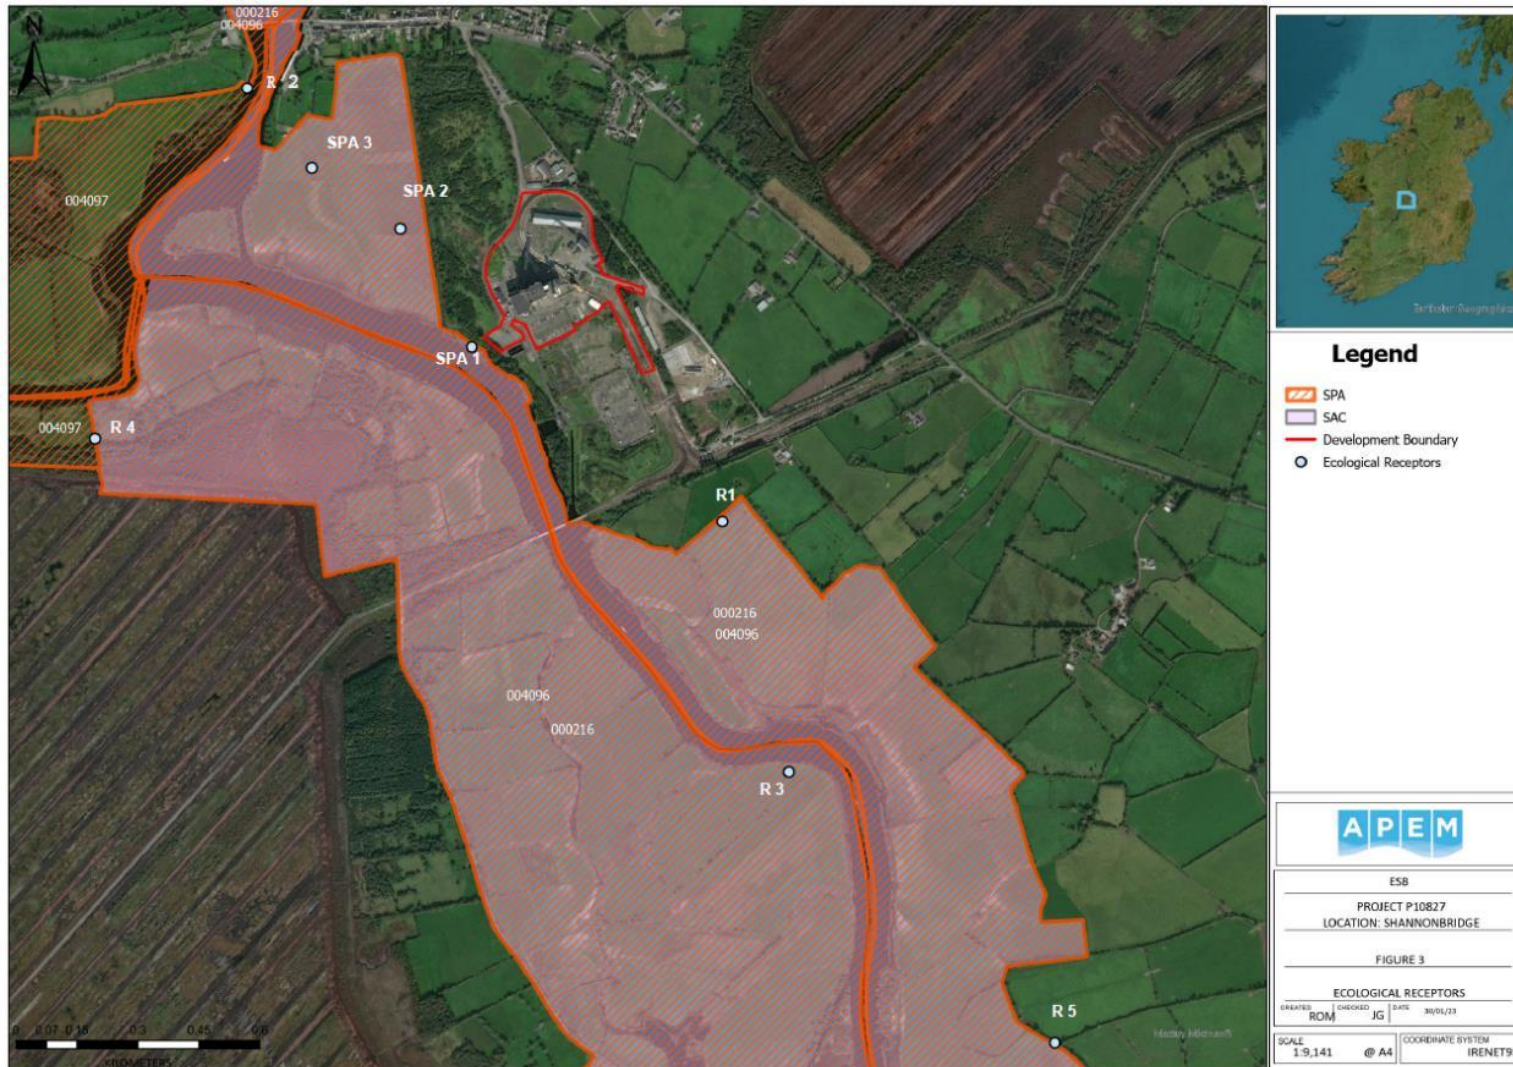 000216
004096
N
R 2
SPA 3
SPA 2
004097
SPA 1
004097
R 4
R1
000216
004096
004096
000216
R 3
R 5
0 0.07 0.15 0.3 0.45 0.6
KILOMETERS
Legend
SPA
SAC
Development Boundary
Ecological Receptors
APEM
ESB
PROJECT P10827
LOCATION: SHANNONBRIDGE
FIGURE 3
ECOLOGICAL RECEPTORS
CREATED ROM CHECKED JG DATE 30/01/23
SCALE 1:9,141 @ A4
COORDINATE SYSTEM
IRENET9